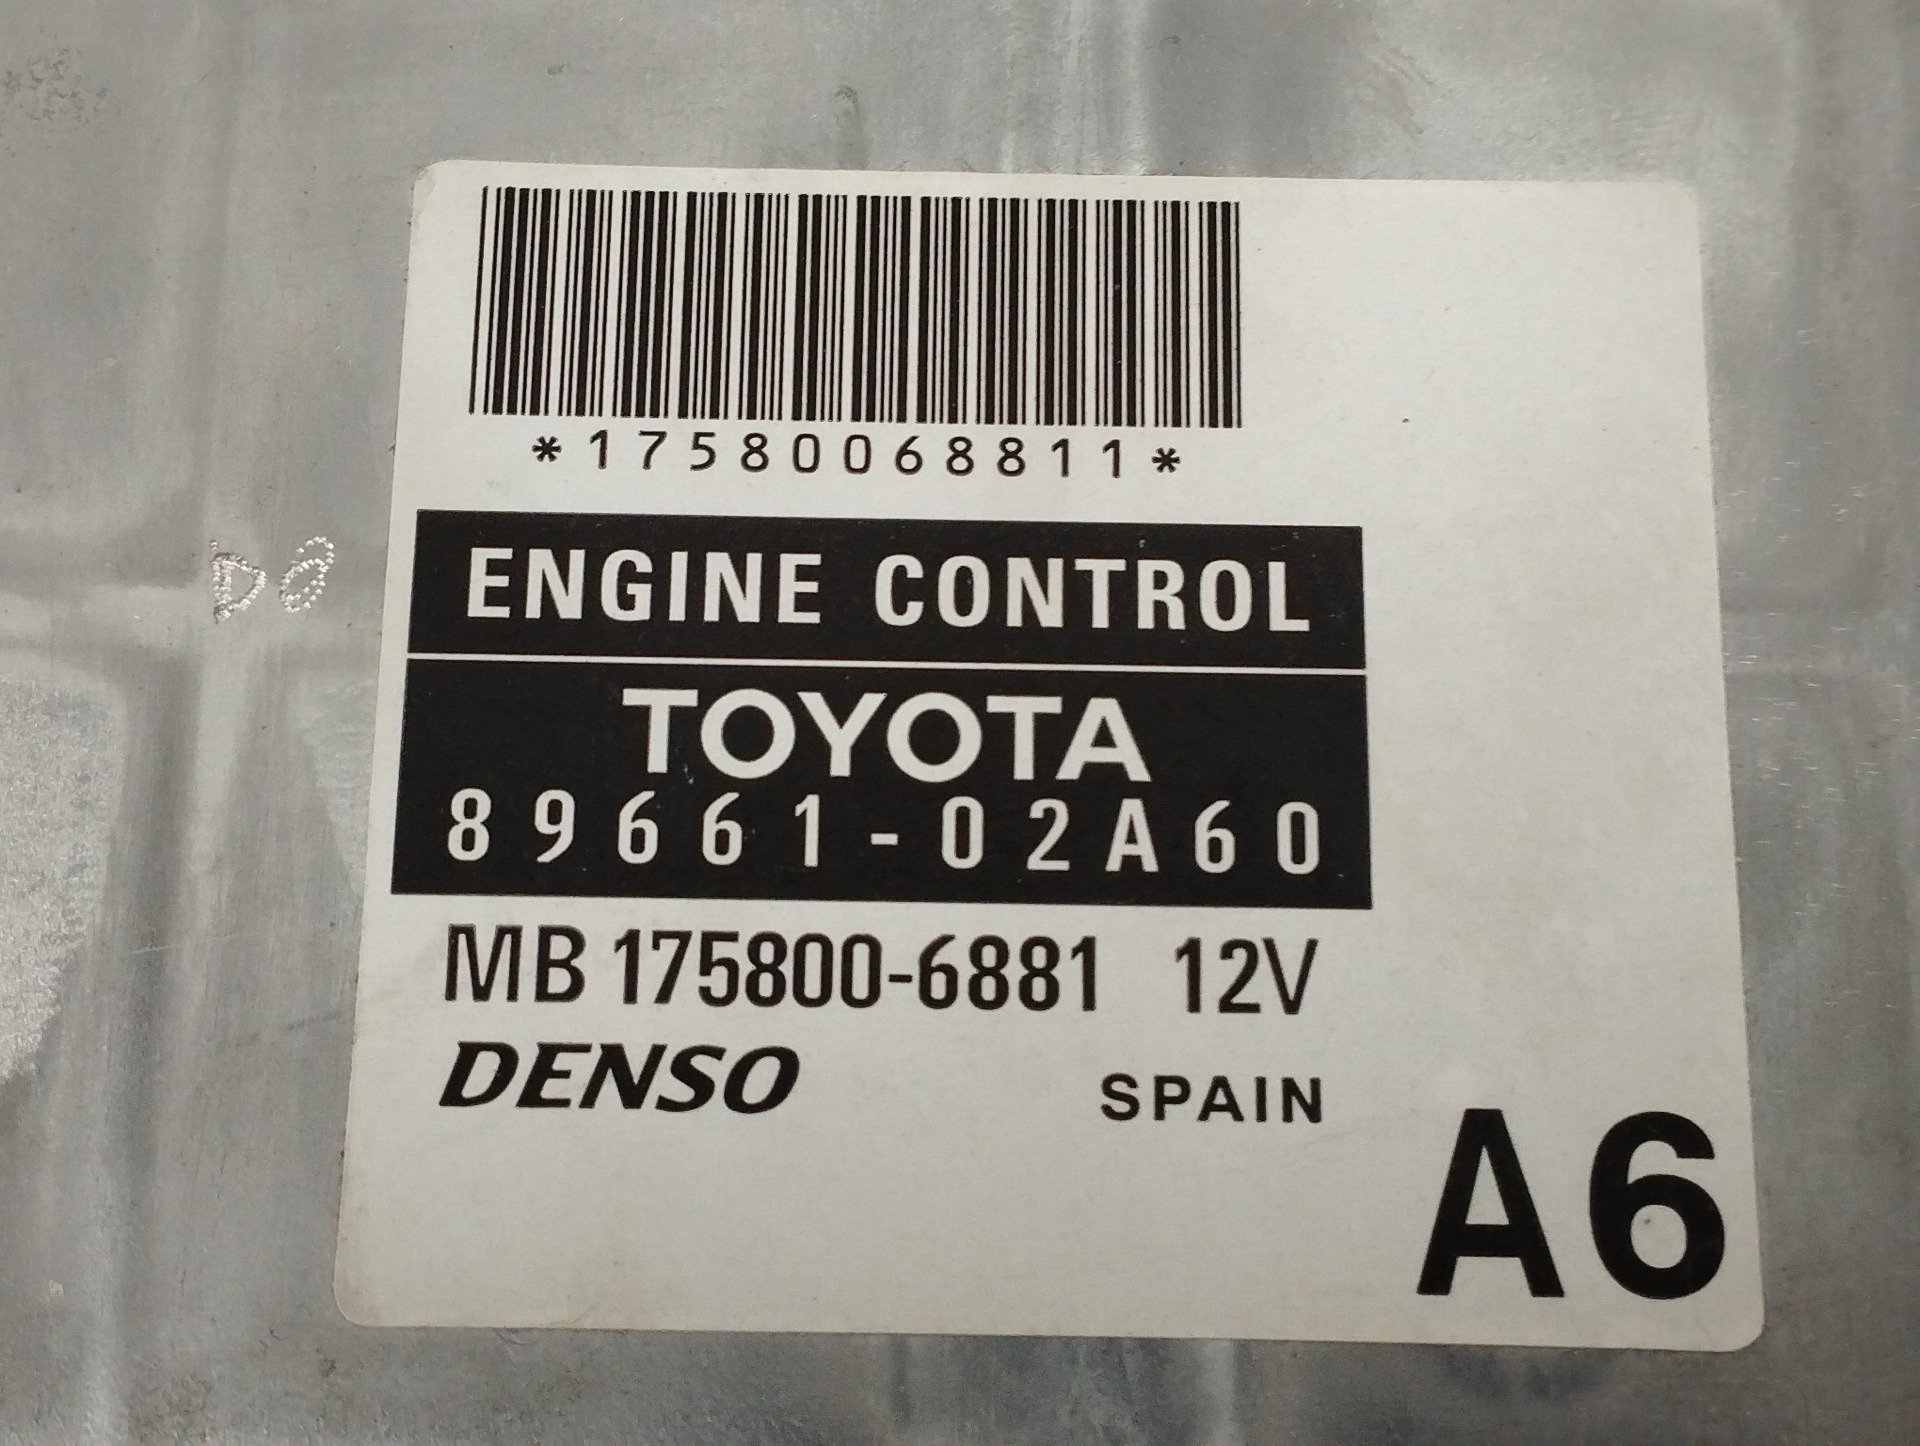 *17580068811*
ENGINE CONTROL
TOYOTA
89661-02A60
MB 175800-6881 12V
DENSO SPAIN
A6